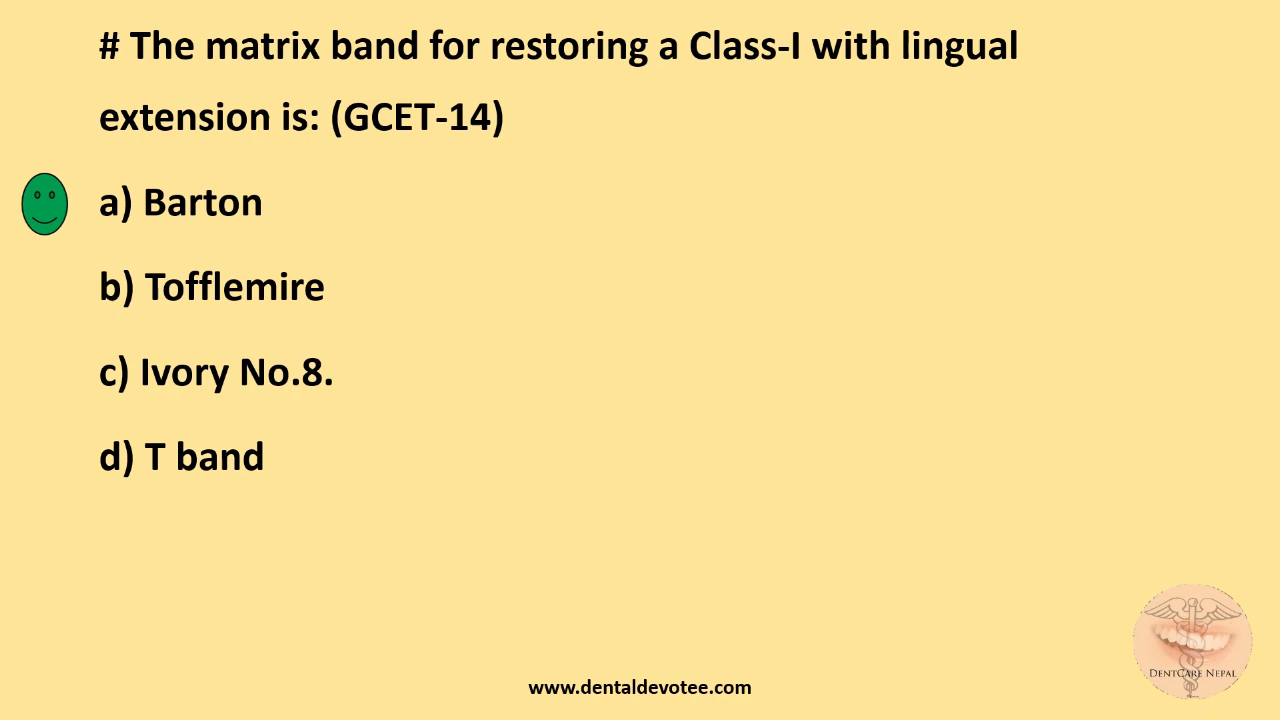 # The matrix band for restoring a Class-I with lingual
extension is: (GCET-14)
a) Barton
b) Tofflemire
c) Ivory No.8.
d) T band
DentCare Nepal
www.dentaldevotee.com